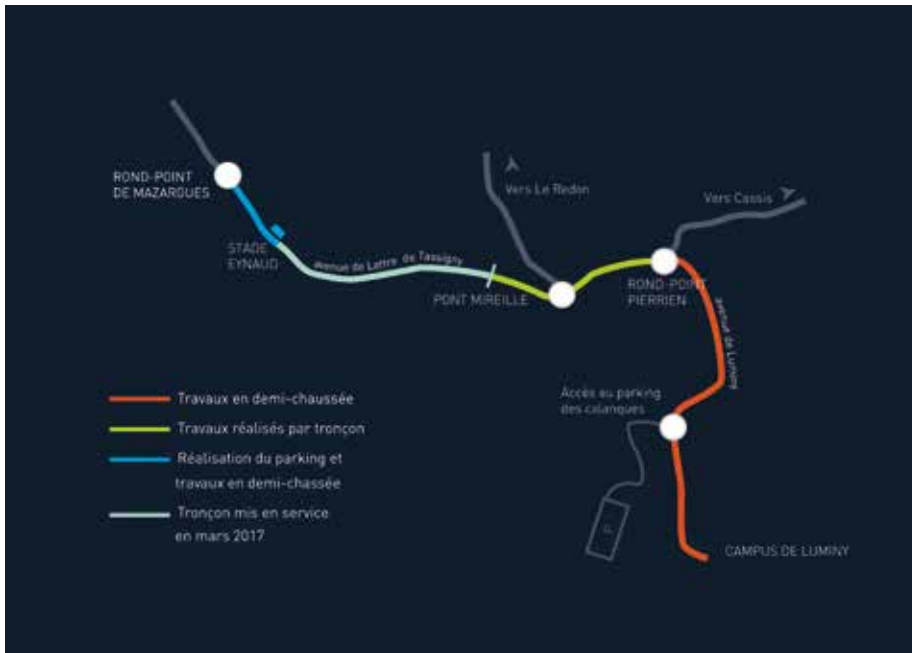 ROND-POINT
DE MAZARGUES
STADE
EYNAUD
avenue de Lattre de Tassigny
PONT MIREILLE
Vers Le Redon
Vers Cassis
ROND-POINT
PIERRIEN
avenue de Luminy
Accès au parking
des calanques
P
CAMPUS DE LUMINY
Travaux en demi-chaussée
Travaux réalisés par tronçon
Réalisation du parking et
travaux en demi-chassée
Tronçon mis en service
en mars 2017